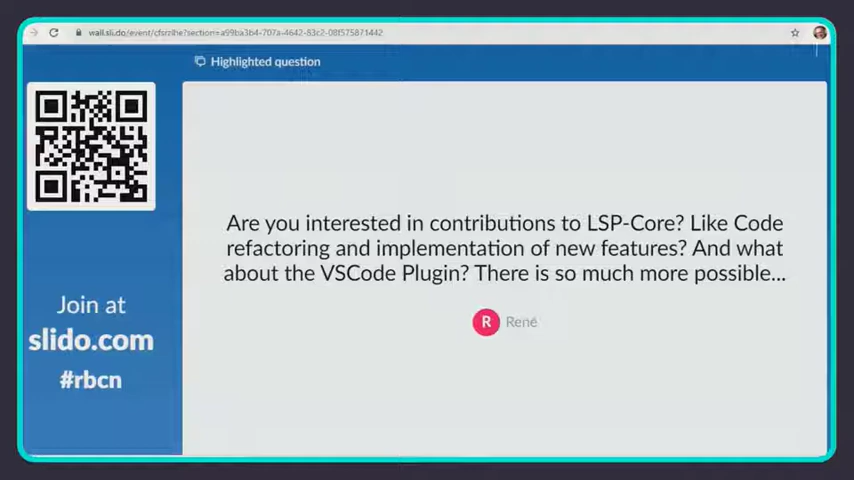 Highlighted question
Are you interested in contributions to LSP-Core? Like Code
refactoring and implementation of new features? And what
about the VSCode Plugin? There is so much more possible...
R
René
Join at
slido.com
#rbcn